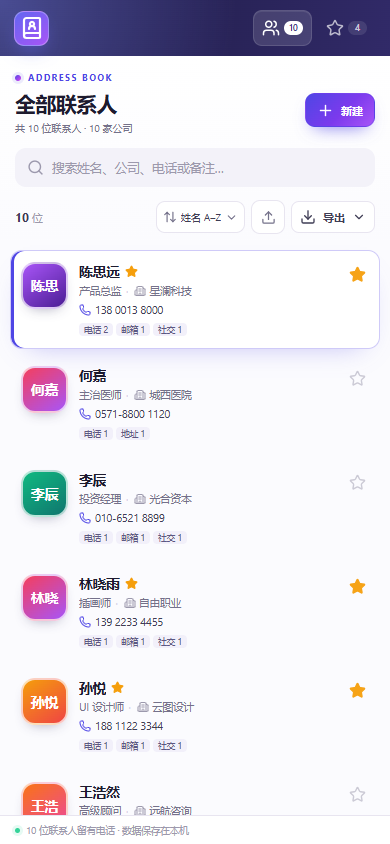 10
4
ADDRESS BOOK
全部联系人
共 10 位联系人 · 10 家公司
新建
搜索姓名、公司、电话或备注...
10 位
姓名 A–Z
导出
陈思
陈思远
产品总监 · 星澜科技
138 0013 8000
电话 2 邮箱 1 社交 1
何嘉
何嘉
主治医师 · 城西医院
0571-8800 1120
电话 1 地址 1
李辰
李辰
投资经理 · 光合资本
010-6521 8899
电话 1 邮箱 1 社交 1
林晓
林晓雨
插画师 · 自由职业
139 2233 4455
电话 1 邮箱 1 社交 1
孙悦
孙悦
UI 设计师 · 云图设计
188 1122 3344
电话 1 邮箱 1 社交 1
王浩
王浩然
高级顾问 · 远航咨询
10 位联系人留有电话 · 数据保存在本机